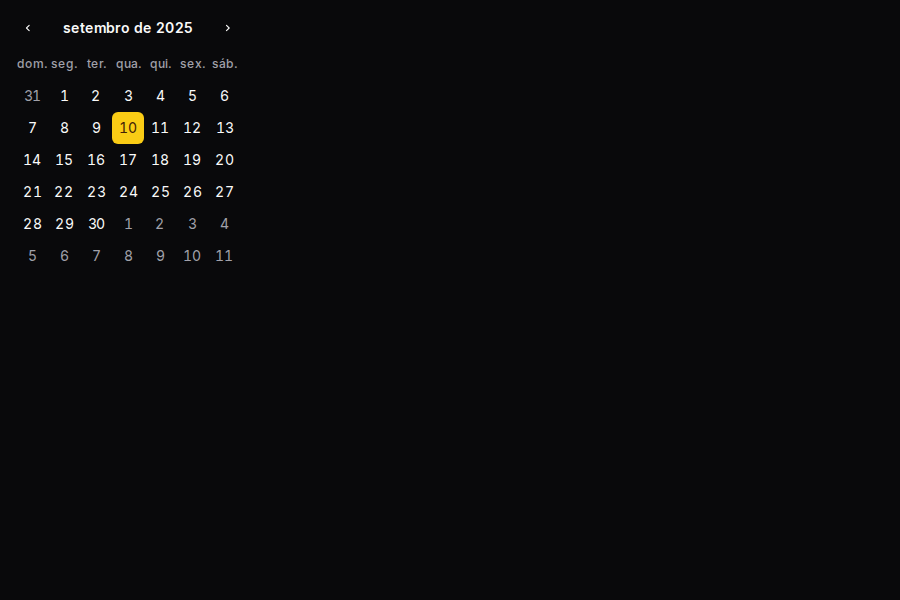 setembro de 2025
dom. seg. ter. qua. qui. sex. sáb.
31 1 2 3 4 5 6
7 8 9 10 11 12 13
14 15 16 17 18 19 20
21 22 23 24 25 26 27
28 29 30 1 2 3 4
5 6 7 8 9 10 11